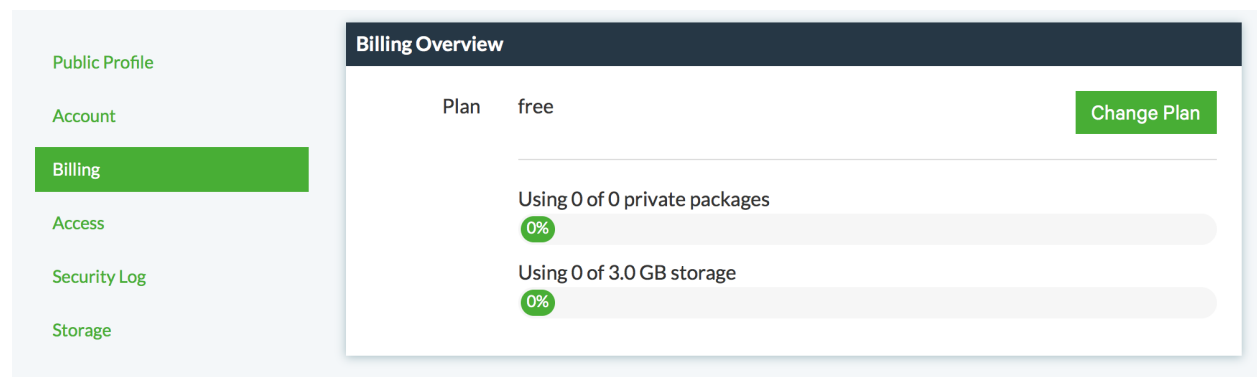 Public Profile
Account
Billing
Access
Security Log
Storage
Billing Overview
Plan free
Change Plan
Using 0 of 0 private packages
0%
Using 0 of 3.0 GB storage
0%